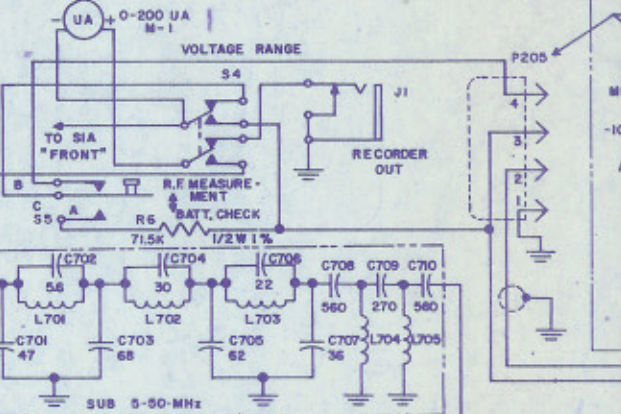 - UA + 0-200 UA
M-1
VOLTAGE RANGE
P205
S4
J1
4
TO S1A
"FRONT"
3
RECORDER
OUT
2
B
R.F. MEASURE-
MENT
C
S5 A
BATT. CHECK
1
R6
71.5K 1/2 W 1%
C702
56
L701
C704
30
L702
C706
22
L703
C708
560
C709
270
C710
560
C701
47
C703
68
C705
62
C707
36
L704
L705
SUB 5-50-MHz